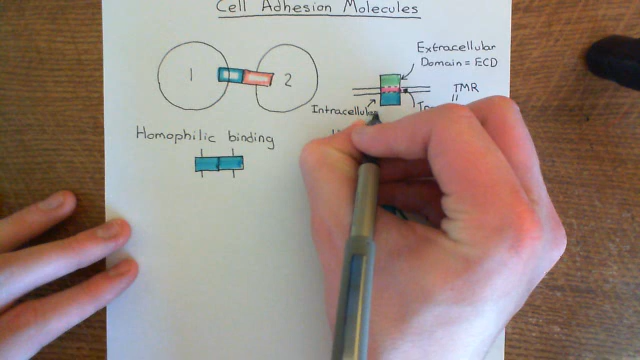 Cell Adhesion Molecules
1
2
Extracellular
Domain = ECD
TMR
Intracellular
Homophilic binding